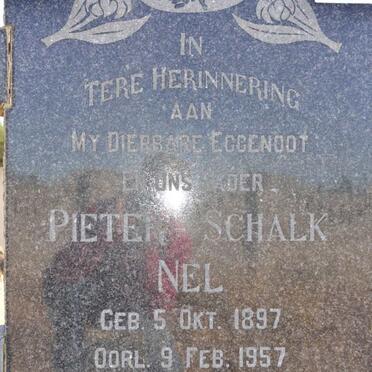 IN
TERE HERINNERING
AAN
MY DIERBARE EGGENOOT
EN ONS VADER
PIETER SCHALK
NEL
GEB. 5 OKT. 1897
OORL. 9 FEB. 1957